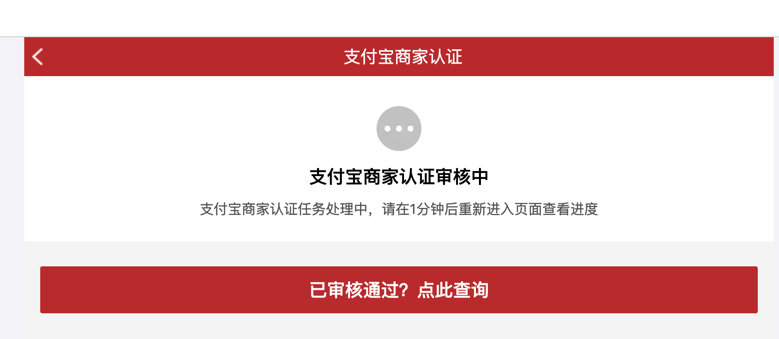 支付宝商家认证
支付宝商家认证审核中
支付宝商家认证任务处理中，请在1分钟后重新进入页面查看进度
已审核通过？点此查询